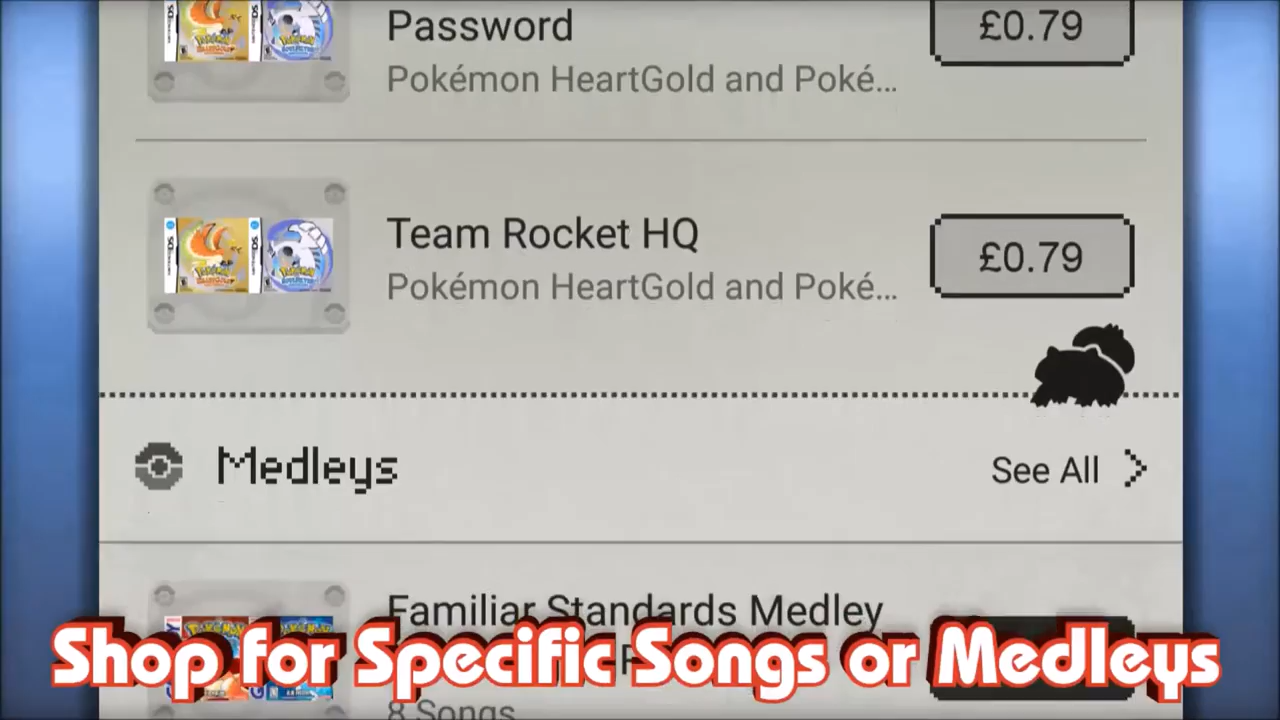 Password
£0.79
Pokémon HeartGold and Poké...
Team Rocket HQ
£0.79
Pokémon HeartGold and Poké...
Medleys
See All
Familiar Standards Medley
Shop for Specific Songs or Medleys
8 Songs